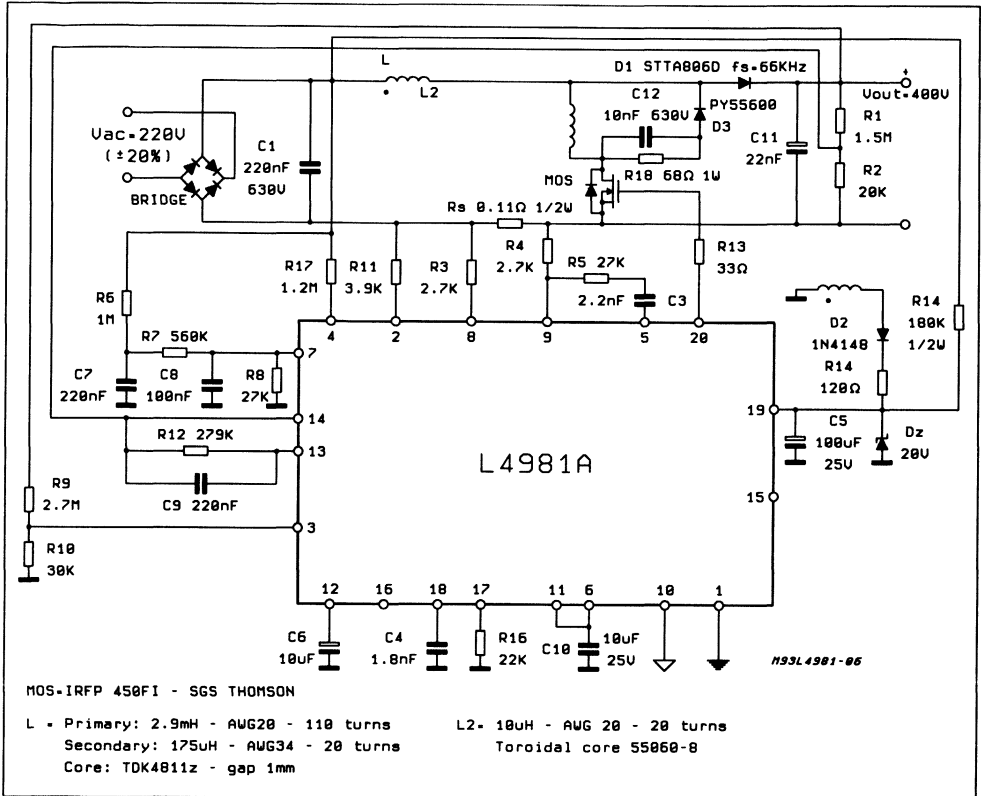 L
L2
D1 STTA806D fs=66KHz
+
Vout=400V
C12
10nF 630V
PY55600
D3
R1
1.5M
Vac=220V
(±20%)
C1
220nF
630V
C11
22nF
R18 68Ω 1W
R2
20K
MOS
BRIDGE
Rs 0.11Ω 1/2W
R4
2.7K
R13
33Ω
R17
1.2M
R11
3.9K
R3
2.7K
R5 27K
2.2nF
C3
R6
1M
R14
180K
1/2W
D2
1N4148
R14
120Ω
4
2
8
9
5
20
R7 560K
7
C7
220nF
C8
100nF
R8
27K
14
19
C5
100uF
25V
Dz
20V
R12 279K
13
L4981A
C9 220nF
15
R9
2.7M
3
R10
30K
12
16
18
17
11
6
10
1
C6
10uF
C4
1.8nF
R16
22K
C10
10uF
25V
M93L4981-06
MOS=IRFP 450FI - SGS THOMSON
L = Primary: 2.9mH - AWG20 - 110 turns
Secondary: 175uH - AWG34 - 20 turns
Core: TDK4811z - gap 1mm
L2= 10uH - AWG 20 - 20 turns
Toroidal core 55060-8